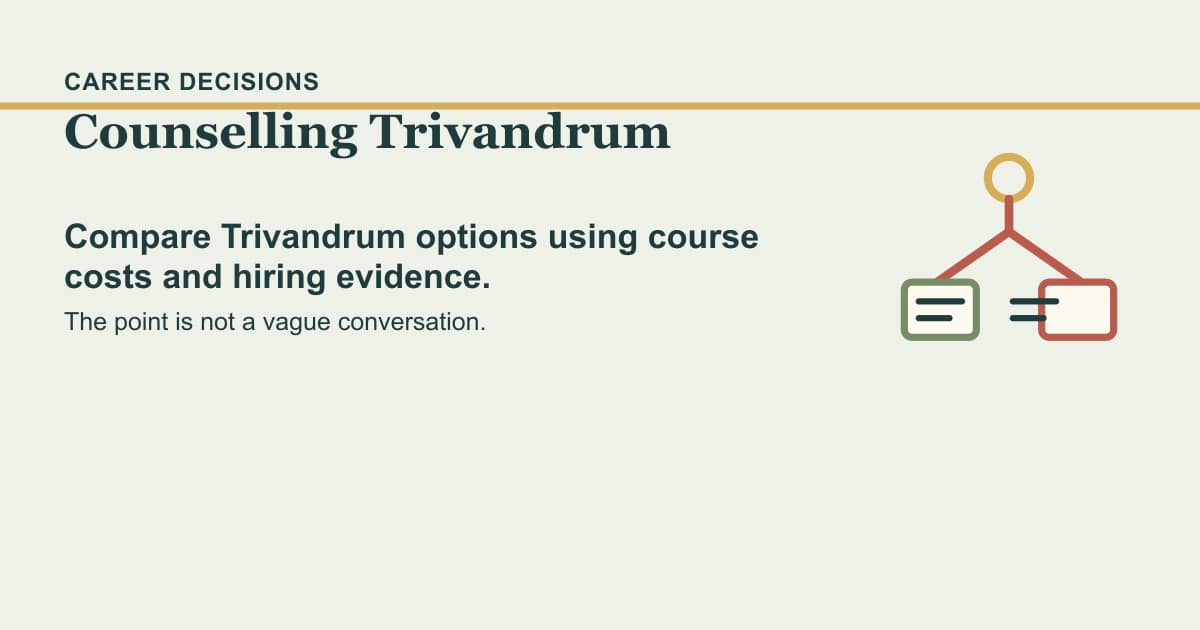 CAREER DECISIONS
Counselling Trivandrum
Compare Trivandrum options using course
costs and hiring evidence.
The point is not a vague conversation.